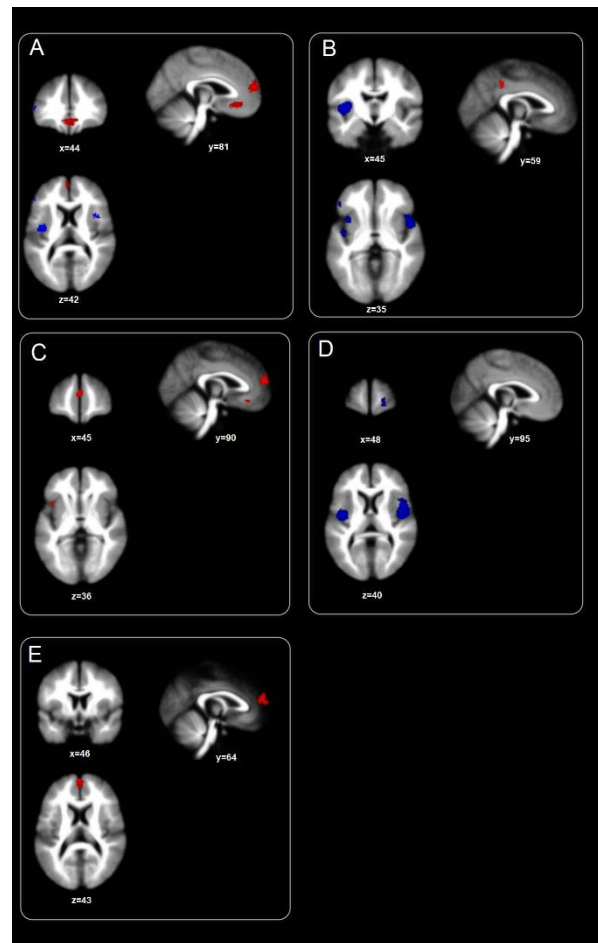 A
x=44
y=81
z=42
B
x=45
y=59
z=35
C
x=45
y=90
z=36
D
x=48
y=95
z=40
E
x=46
y=64
z=43